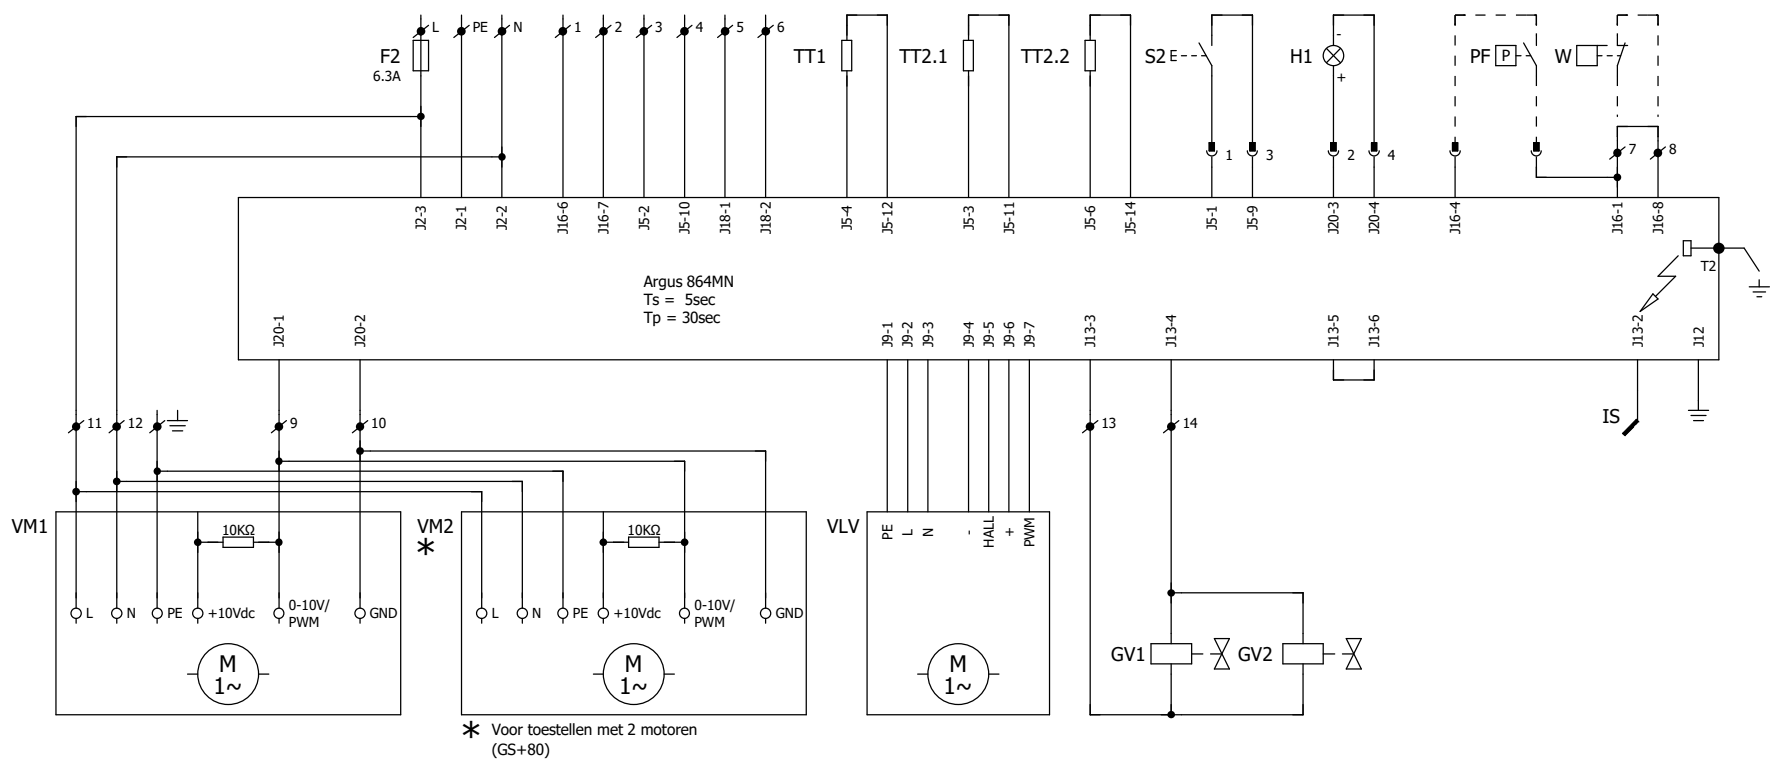 L
PE
N
1
2
3
4
5
6
F2
6.3A
TT1
TT2.1
TT2.2
S2
E
H1
-
+
PF
P
W
1
3
2
4
7
8
J2-3
J2-1
J2-2
J16-6
J16-7
J5-2
J5-10
J18-1
J18-2
J5-4
J5-12
J5-3
J5-11
J5-6
J5-14
J5-1
J5-9
J20-3
J20-4
J16-4
J16-1
J16-8
T2
Argus 864MN
Ts = 5sec
Tp = 30sec
J20-1
J20-2
J9-1
J9-2
J9-3
J9-4
J9-5
J9-6
J9-7
J13-3
J13-4
J13-5
J13-6
J13-2
J12
11
12
9
10
13
14
IS
VM1
10KΩ
L
N
PE
+10Vdc
0-10V/
PWM
GND
M
1~
VM2
*
10KΩ
L
N
PE
+10Vdc
0-10V/
PWM
GND
M
1~
VLV
PE
L
N
-
HALL
+
PWM
M
1~
GV1
GV2
* Voor toestellen met 2 motoren
(GS+80)